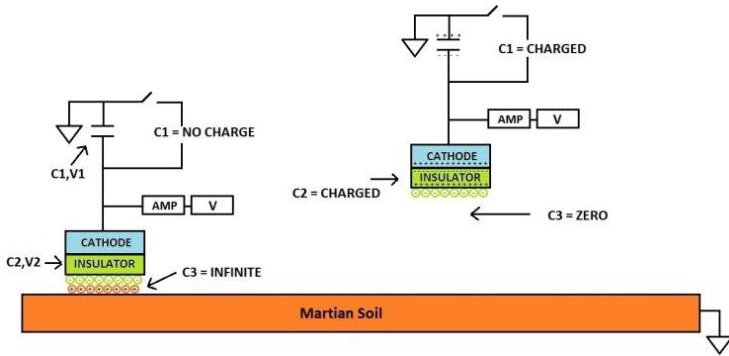 C1 = NO CHARGE
C1,V1
AMP V
CATHODE
C2,V2
INSULATOR
C3 = INFINITE
Martian Soil
C1 = CHARGED
AMP V
CATHODE
INSULATOR
C2 = CHARGED
C3 = ZERO